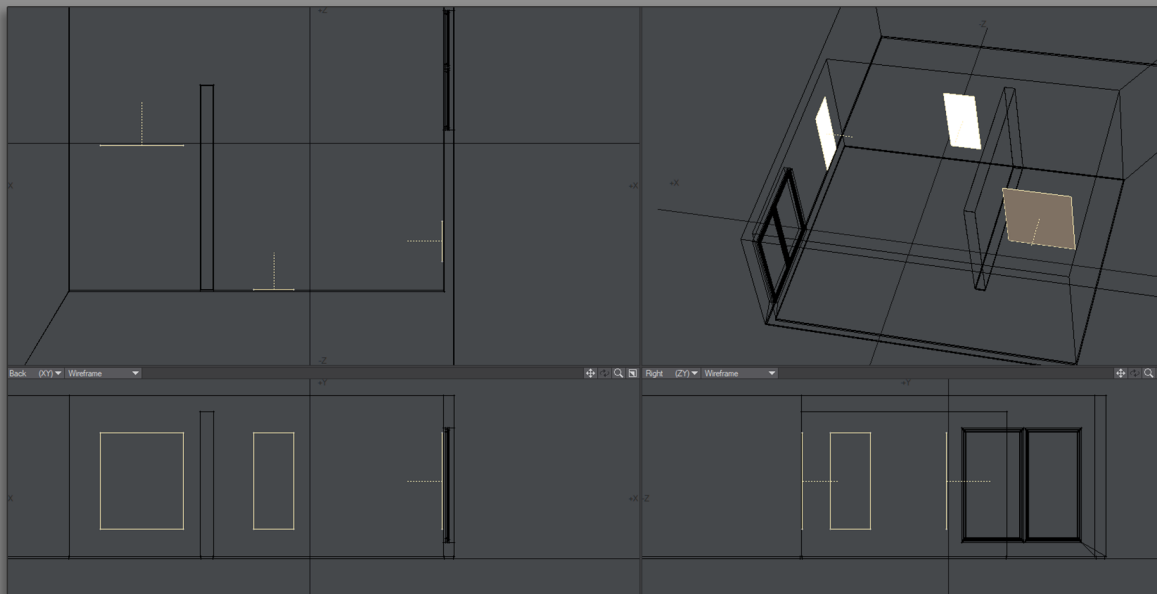 +Z
-Z
+X
X
+X
-Z
Back (XY) Wireframe
Right (ZY) Wireframe
+Y
+Y
X
+X
-Z